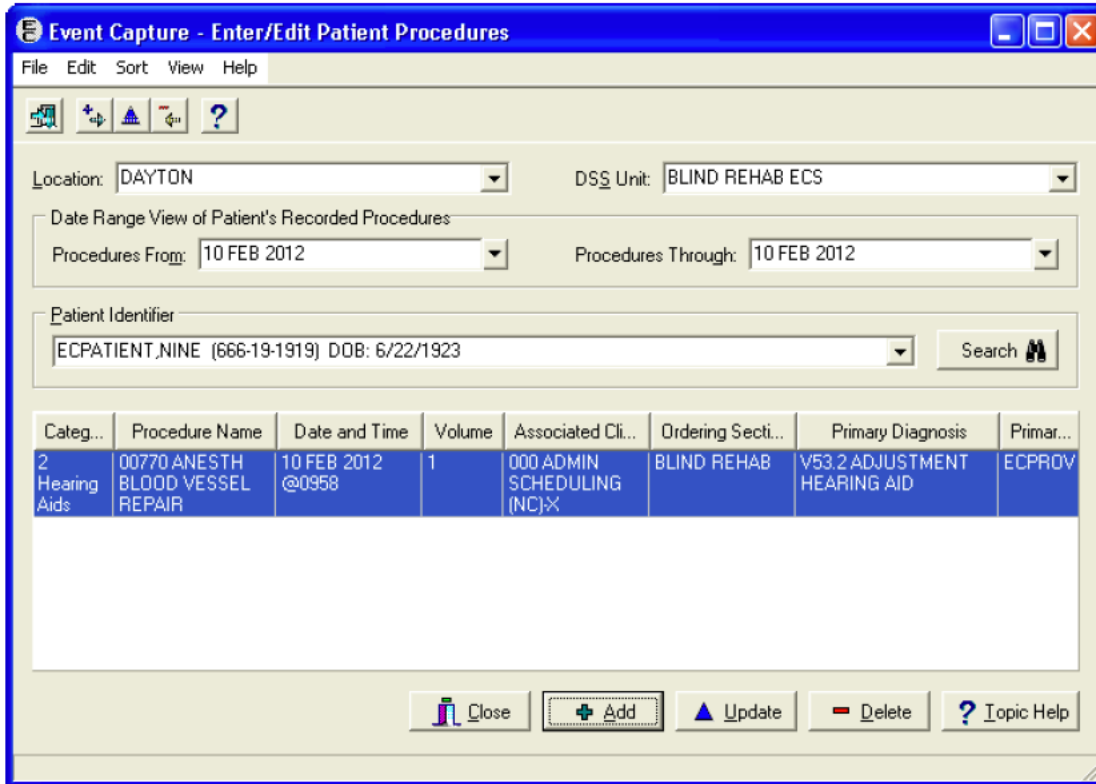 Event Capture - Enter/Edit Patient Procedures
File Edit Sort View Help
Location: DAYTON DSS Unit: BLIND REHAB ECS
Date Range View of Patient's Recorded Procedures
Procedures From: 10 FEB 2012 Procedures Through: 10 FEB 2012
Patient Identifier
ECPATIENT,NINE (666-19-1919) DOB: 6/22/1923 Search
Categ... Procedure Name Date and Time Volume Associated Cli... Ordering Secti... Primary Diagnosis Primar...
2 00770 ANESTH 10 FEB 2012 1 000 ADMIN BLIND REHAB V53.2 ADJUSTMENT ECPROV
Hearing BLOOD VESSEL @0958 SCHEDULING HEARING AID
Aids REPAIR (NC)-X
Close Add Update Delete ? Topic Help